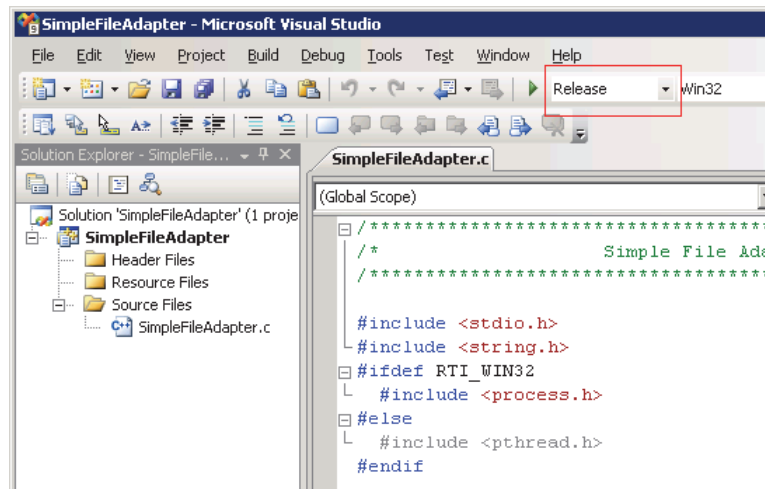 SimpleFileAdapter - Microsoft Visual Studio
File Edit View Project Build Debug Tools Test Window Help
Release Win32
Solution Explorer - SimpleFile...
SimpleFileAdapter.c
(Global Scope)
Solution 'SimpleFileAdapter' (1 proje
SimpleFileAdapter
Header Files
Resource Files
Source Files
SimpleFileAdapter.c
/*************************************
/* Simple File Ada
/*************************************
#include <stdio.h>
#include <string.h>
#ifdef RTI_WIN32
#include <process.h>
#else
#include <pthread.h>
#endif